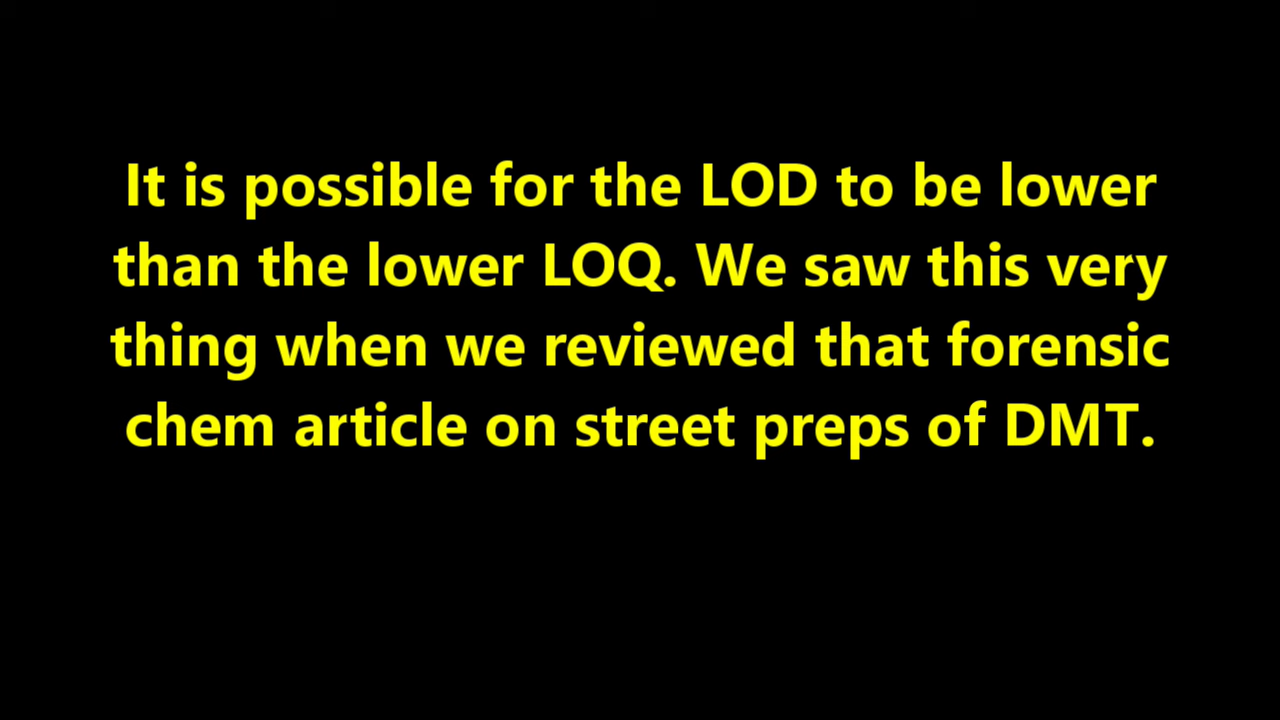 It is possible for the LOD to be lower
than the lower LOQ. We saw this very
thing when we reviewed that forensic
chem article on street preps of DMT.